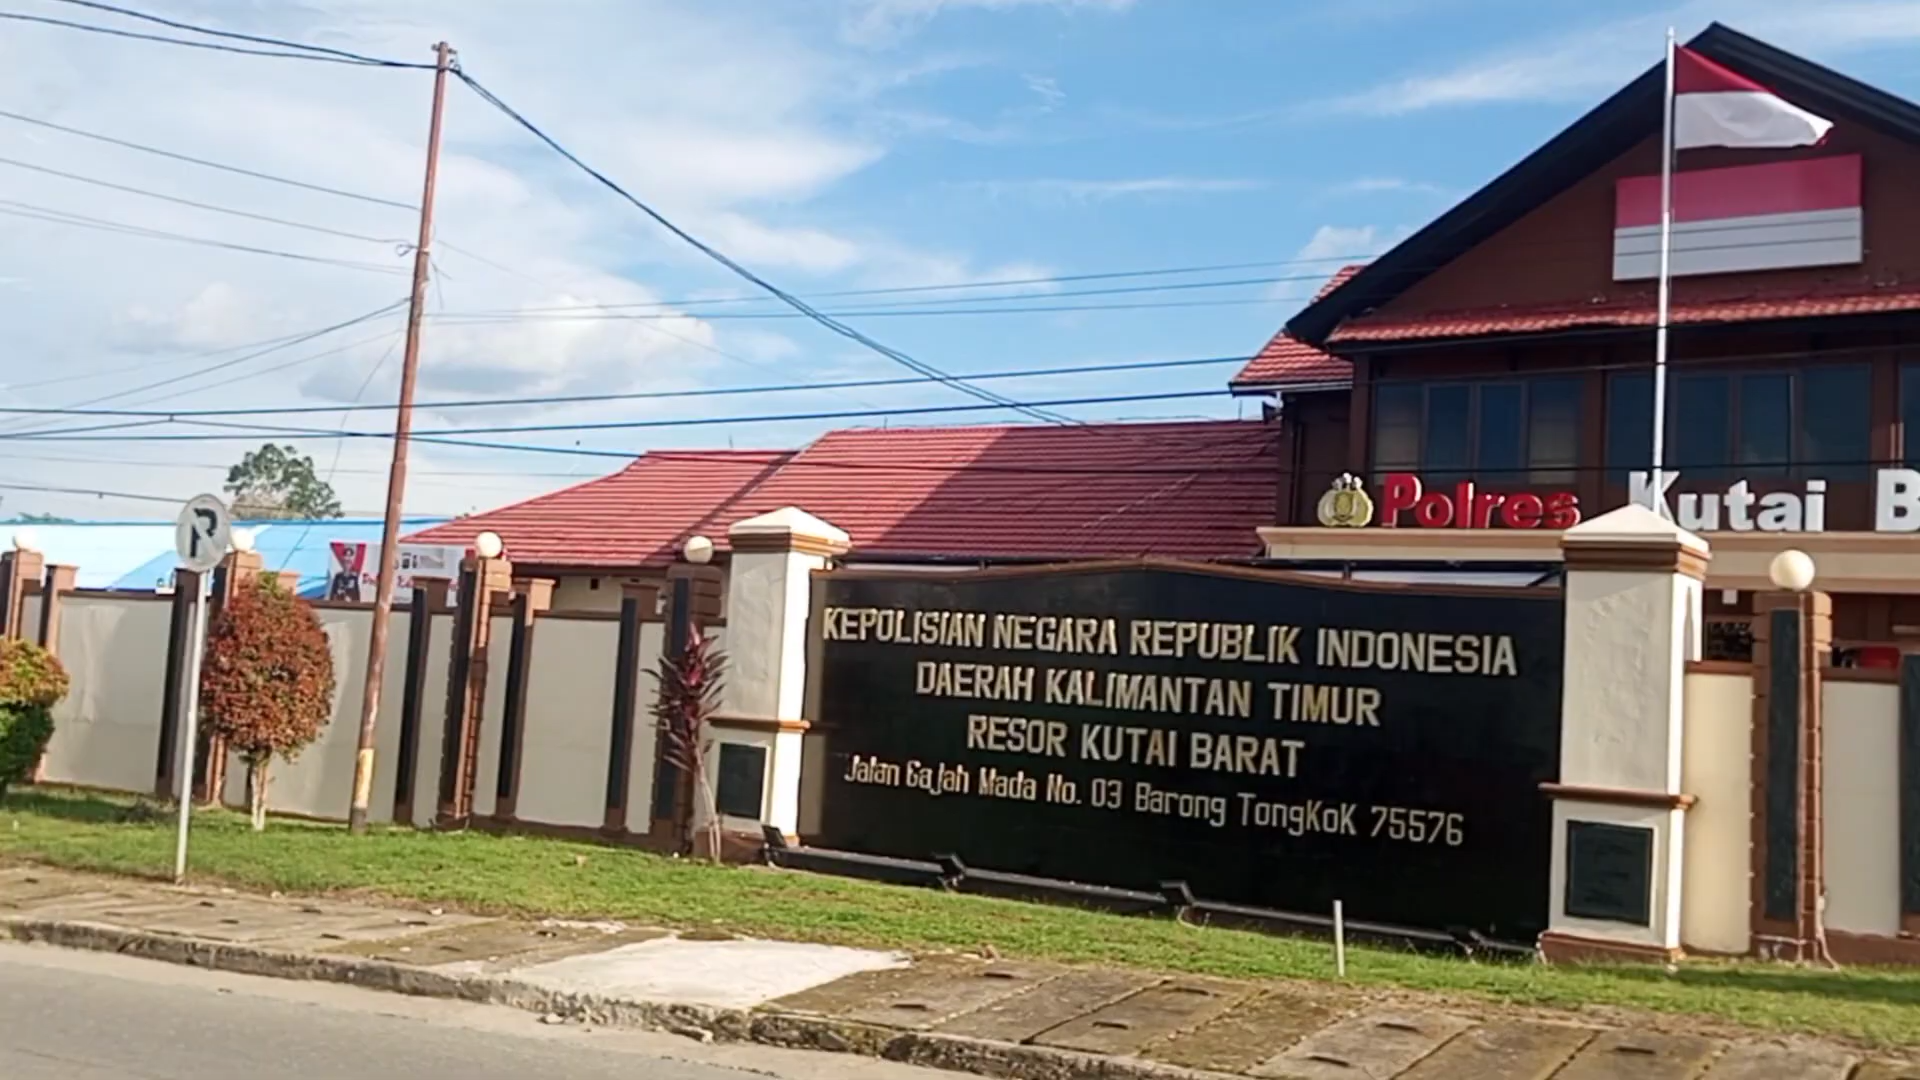 Polres Kutai B
KEPOLISIAN NEGARA REPUBLIK INDONESIA
DAERAH KALIMANTAN TIMUR
RESOR KUTAI BARAT
Jalan Gajah Mada No. 03 Barong TongKoK 75576
P